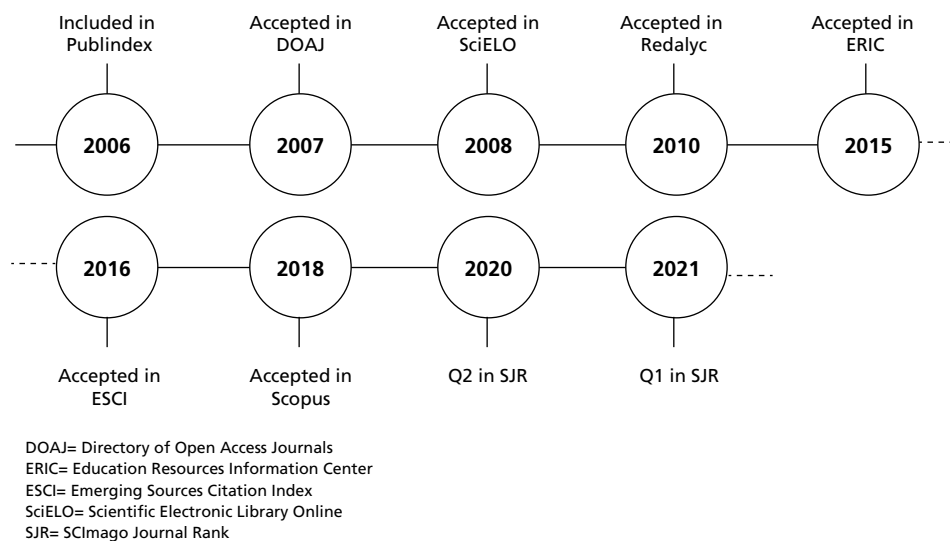 Included in
Publindex
Accepted in
DOAJ
Accepted in
SciELO
Accepted in
Redalyc
Accepted in
ERIC
2006
2007
2008
2010
2015
2016
2018
2020
2021
Accepted in
ESCI
Accepted in
Scopus
Q2 in SJR
Q1 in SJR
DOAJ= Directory of Open Access Journals
ERIC= Education Resources Information Center
ESCI= Emerging Sources Citation Index
SciELO= Scientific Electronic Library Online
SJR= SCImago Journal Rank